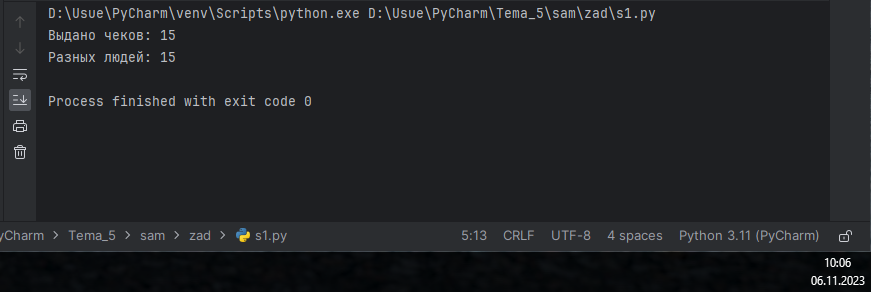 D:\Usue\PyCharm\venv\Scripts\python.exe D:\Usue\PyCharm\Tema_5\sam\zad\s1.py
Выдано чеков: 15
Разных людей: 15
Process finished with exit code 0
yCharm > Tema_5 > sam > zad > s1.py 5:13 CRLF UTF-8 4 spaces Python 3.11 (PyCharm)
10:06
06.11.2023